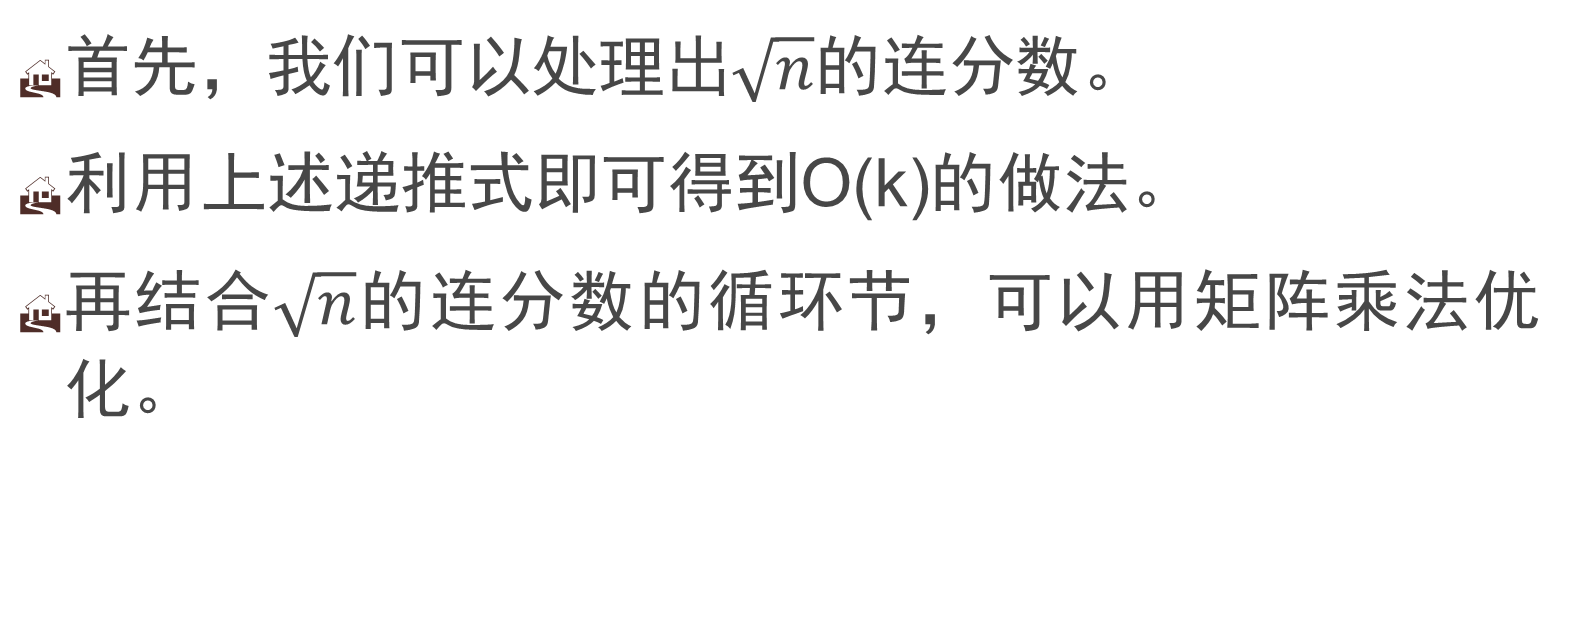 首先，我们可以处理出√n的连分数。
利用上述递推式即可得到O(k)的做法。
再结合√n的连分数的循环节，可以用矩阵乘法优
化。